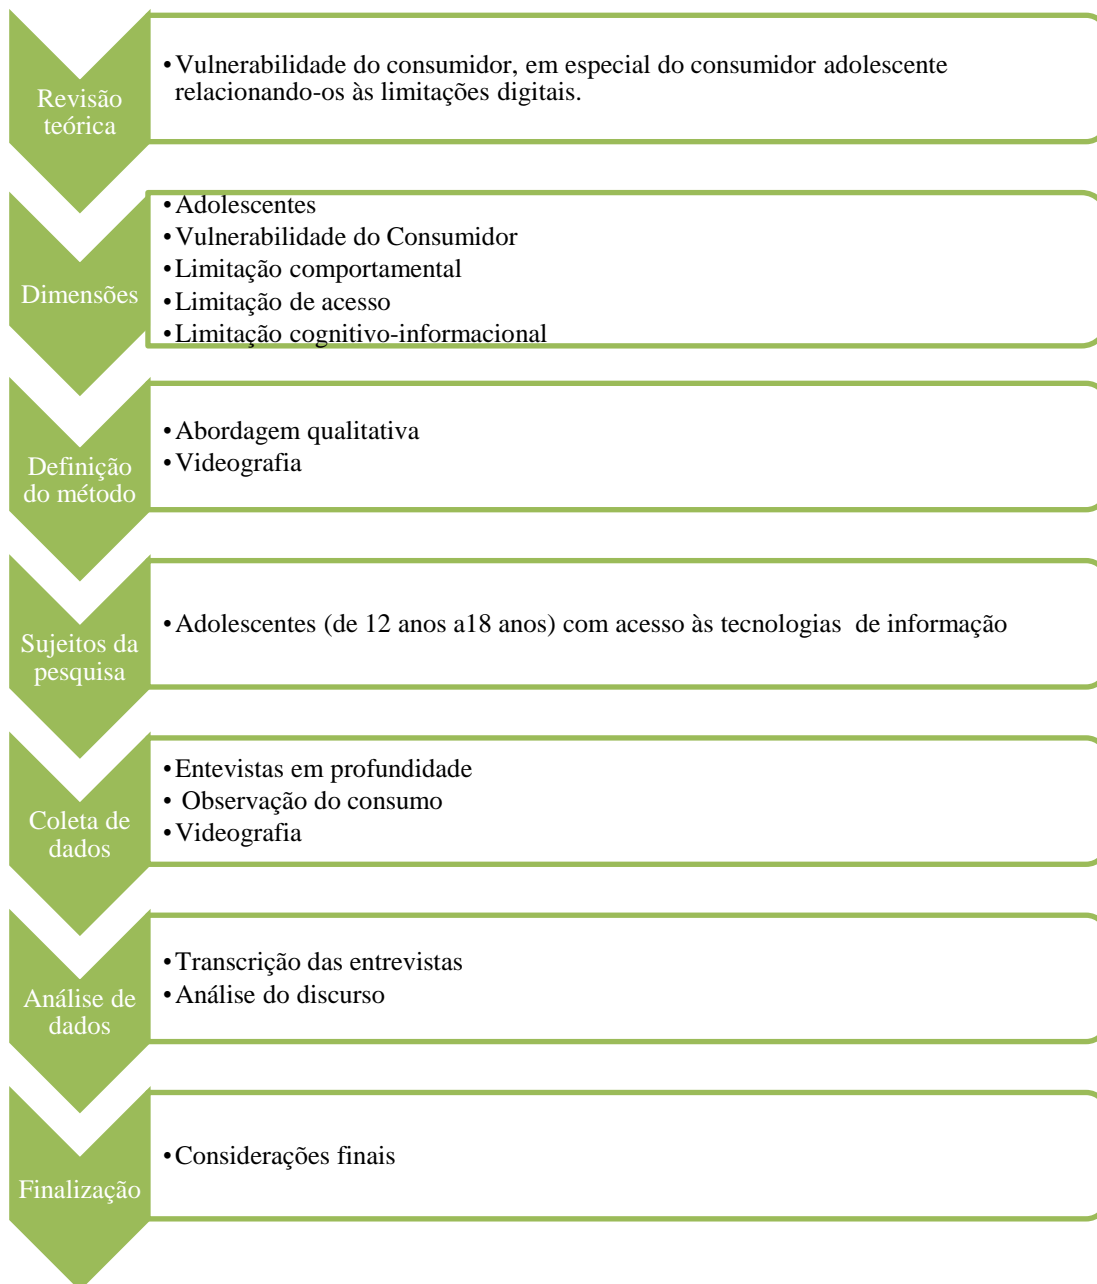 Revisão
teórica
•Vulnerabilidade do consumidor, em especial do consumidor adolescente
relacionando-os às limitações digitais.
Dimensões
•Adolescentes
•Vulnerabilidade do Consumidor
•Limitação comportamental
•Limitação de acesso
•Limitação cognitivo-informacional
Definição
do método
•Abordagem qualitativa
•Videografia
Sujeitos da
pesquisa
•Adolescentes (de 12 anos a18 anos) com acesso às tecnologias de informação
Coleta de
dados
•Entevistas em profundidade
• Observação do consumo
•Videografia
Análise de
dados
•Transcrição das entrevistas
•Análise do discurso
Finalização
•Considerações finais